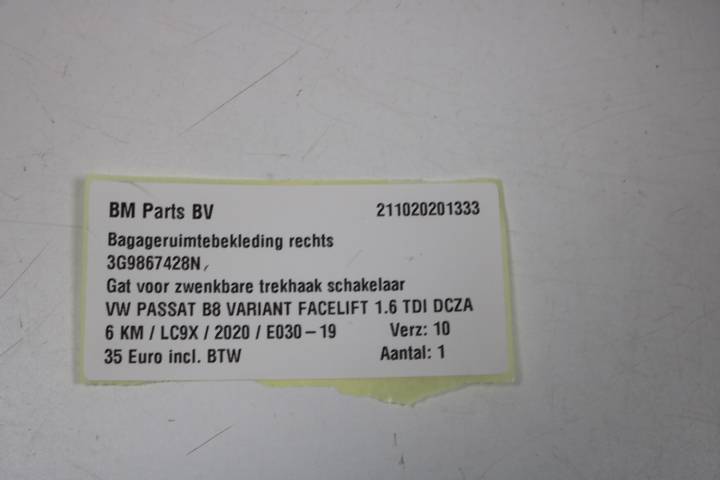 BM Parts BV 211020201333
Bagageruimtebekleding rechts
3G9867428N,
Gat voor zwenkbare trekhaak schakelaar
VW PASSAT B8 VARIANT FACELIFT 1.6 TDI DCZA
6 KM / LC9X / 2020 / E030-19 Verz: 10
35 Euro incl. BTW Aantal: 1